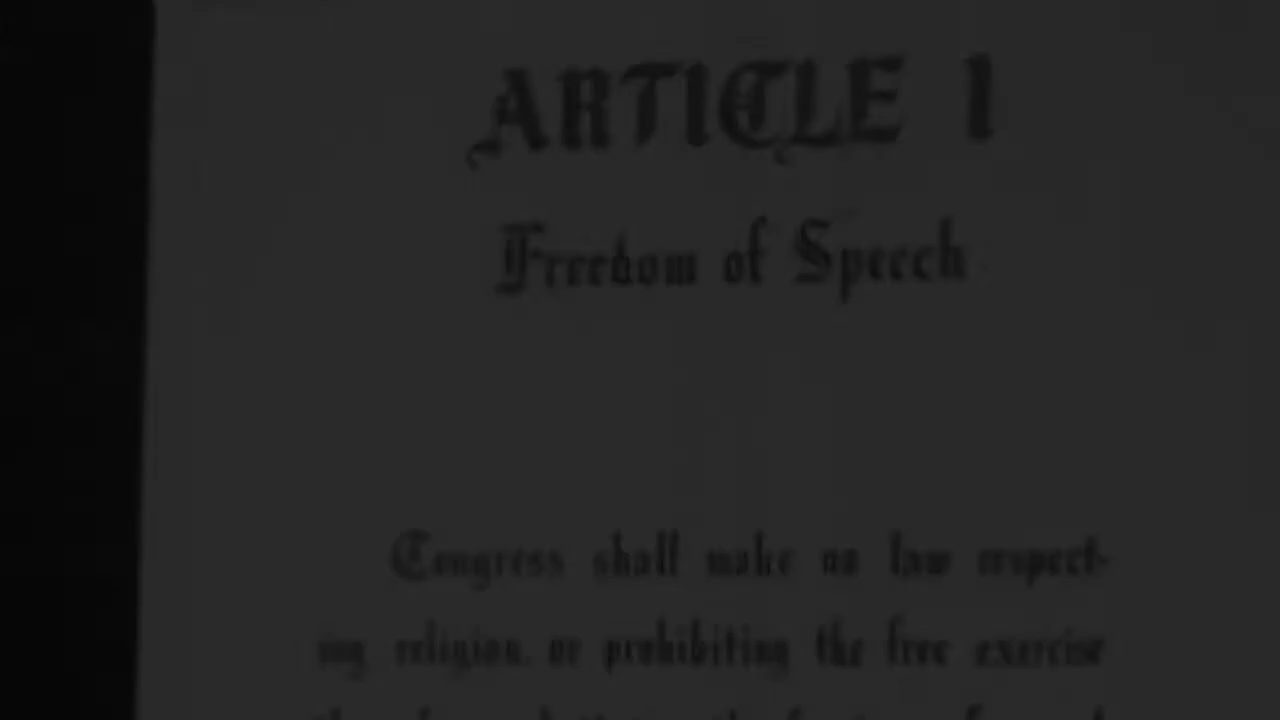 ARTICLE I
Freedom of Speech
Congress shall make no law respect-
ing religion, or prohibiting the free exercise